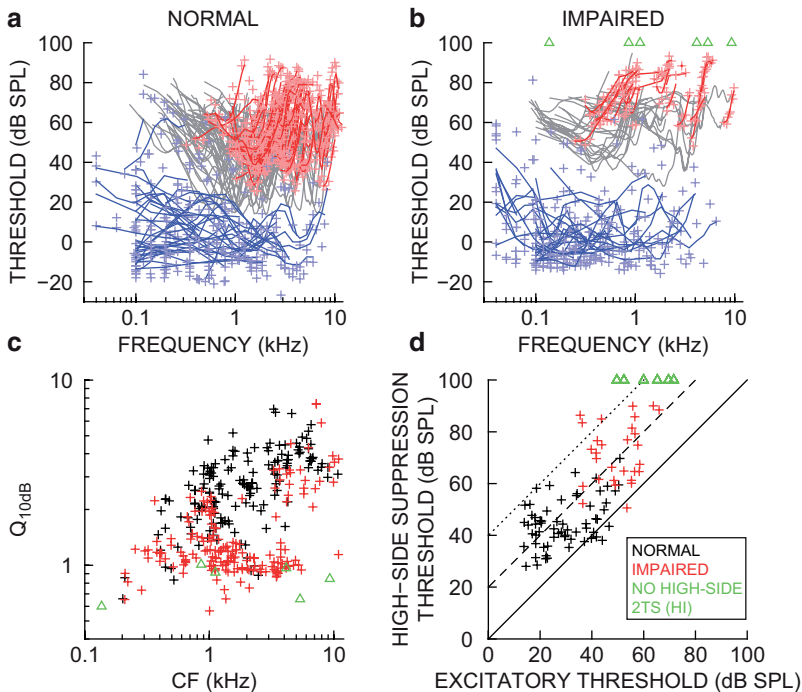 a
NORMAL
THRESHOLD (dB SPL)
100
80
60
40
20
0
−20
0.1
1
10
FREQUENCY (kHz)
b
IMPAIRED
THRESHOLD (dB SPL)
100
80
60
40
20
0
−20
0.1
1
10
FREQUENCY (kHz)
c
Q10dB
10
1
0.1
1
10
CF (kHz)
d
HIGH−SIDE SUPPRESSION
THRESHOLD (dB SPL)
100
80
60
40
20
0
0
20
40
60
80
100
EXCITATORY THRESHOLD (dB SPL)
NORMAL
IMPAIRED
NO HIGH-SIDE
2TS (HI)